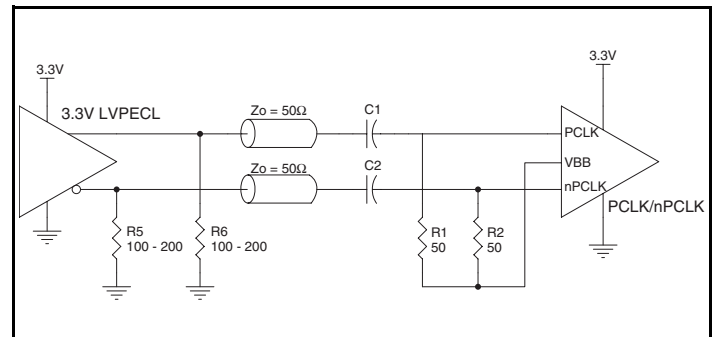 3.3V
3.3V
3.3V LVPECL
Zo = 50Ω
C1
PCLK
VBB
Zo = 50Ω
C2
nPCLK
PCLK/nPCLK
R5
100 - 200
R6
100 - 200
R1
50
R2
50